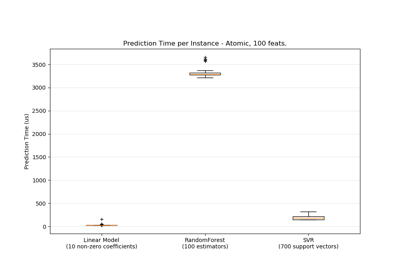 Prediction Time per Instance - Atomic, 100 feats.
3500
3000
2500
2000
1500
1000
500
0
Prediction Time (us)
Linear Model
(10 non-zero coefficients)
RandomForest
(100 estimators)
SVR
(700 support vectors)